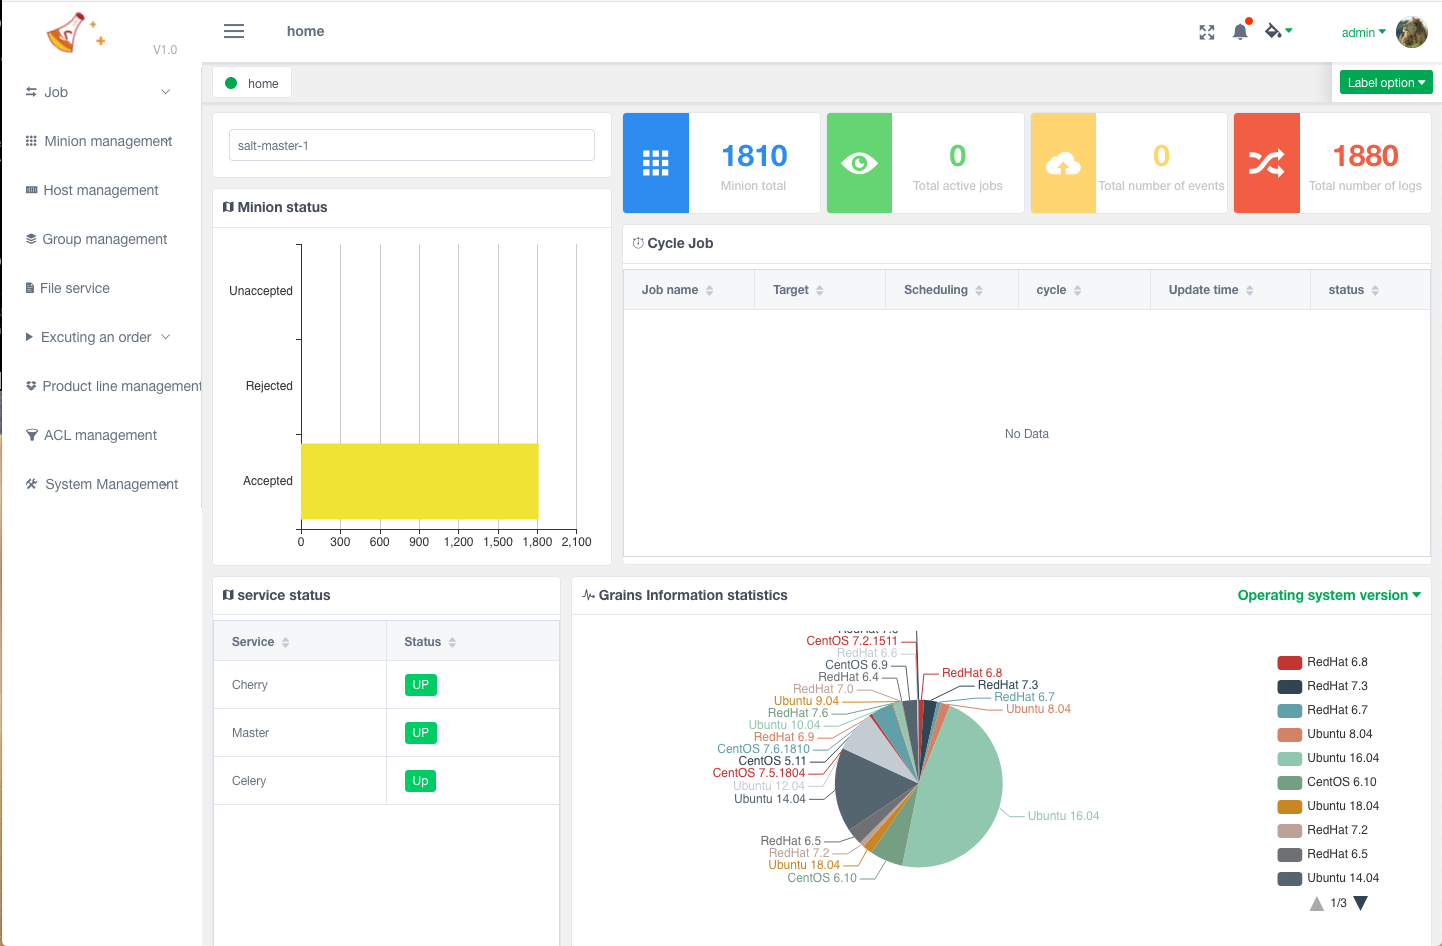 V1.0
home
admin
Job
Minion management
Host management
Group management
File service
Excuting an order
Product line management
ACL management
System Management
home
Label option
salt-master-1
1810
Minion total
0
Total active jobs
0
Total number of events
1880
Total number of logs
Minion status
Unaccepted
Rejected
Accepted
0 300 600 900 1,200 1,500 1,800 2,100
Cycle Job
Job name Target Scheduling cycle Update time status
No Data
service status
Service Status
Cherry UP
Master UP
Celery Up
Grains Information statistics
Operating system version
CentOS 7.2.1511
RedHat 6.6
CentOS 6.9
RedHat 6.4
RedHat 7.0
Ubuntu 9.04
RedHat 7.6
Ubuntu 10.04
RedHat 6.9
CentOS 7.6.1810
CentOS 5.11
CentOS 7.5.1804
Ubuntu 12.04
Ubuntu 14.04
RedHat 6.5
RedHat 7.2
Ubuntu 18.04
CentOS 6.10
RedHat 6.8
RedHat 7.3
RedHat 6.7
Ubuntu 8.04
Ubuntu 16.04
RedHat 6.8
RedHat 7.3
RedHat 6.7
Ubuntu 8.04
Ubuntu 16.04
CentOS 6.10
Ubuntu 18.04
RedHat 7.2
RedHat 6.5
Ubuntu 14.04
1/3